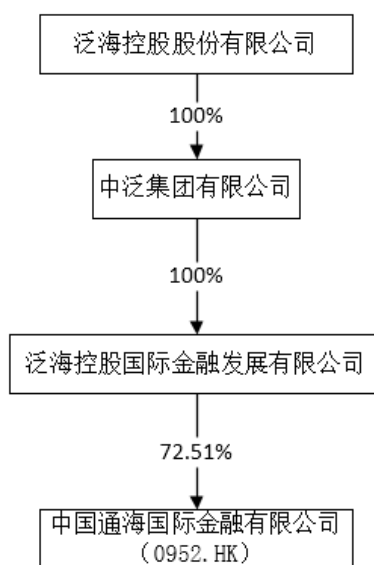 泛海控股股份有限公司
100%
中泛集团有限公司
100%
泛海控股国际金融发展有限公司
72.51%
中国通海国际金融有限公司
（0952.HK）